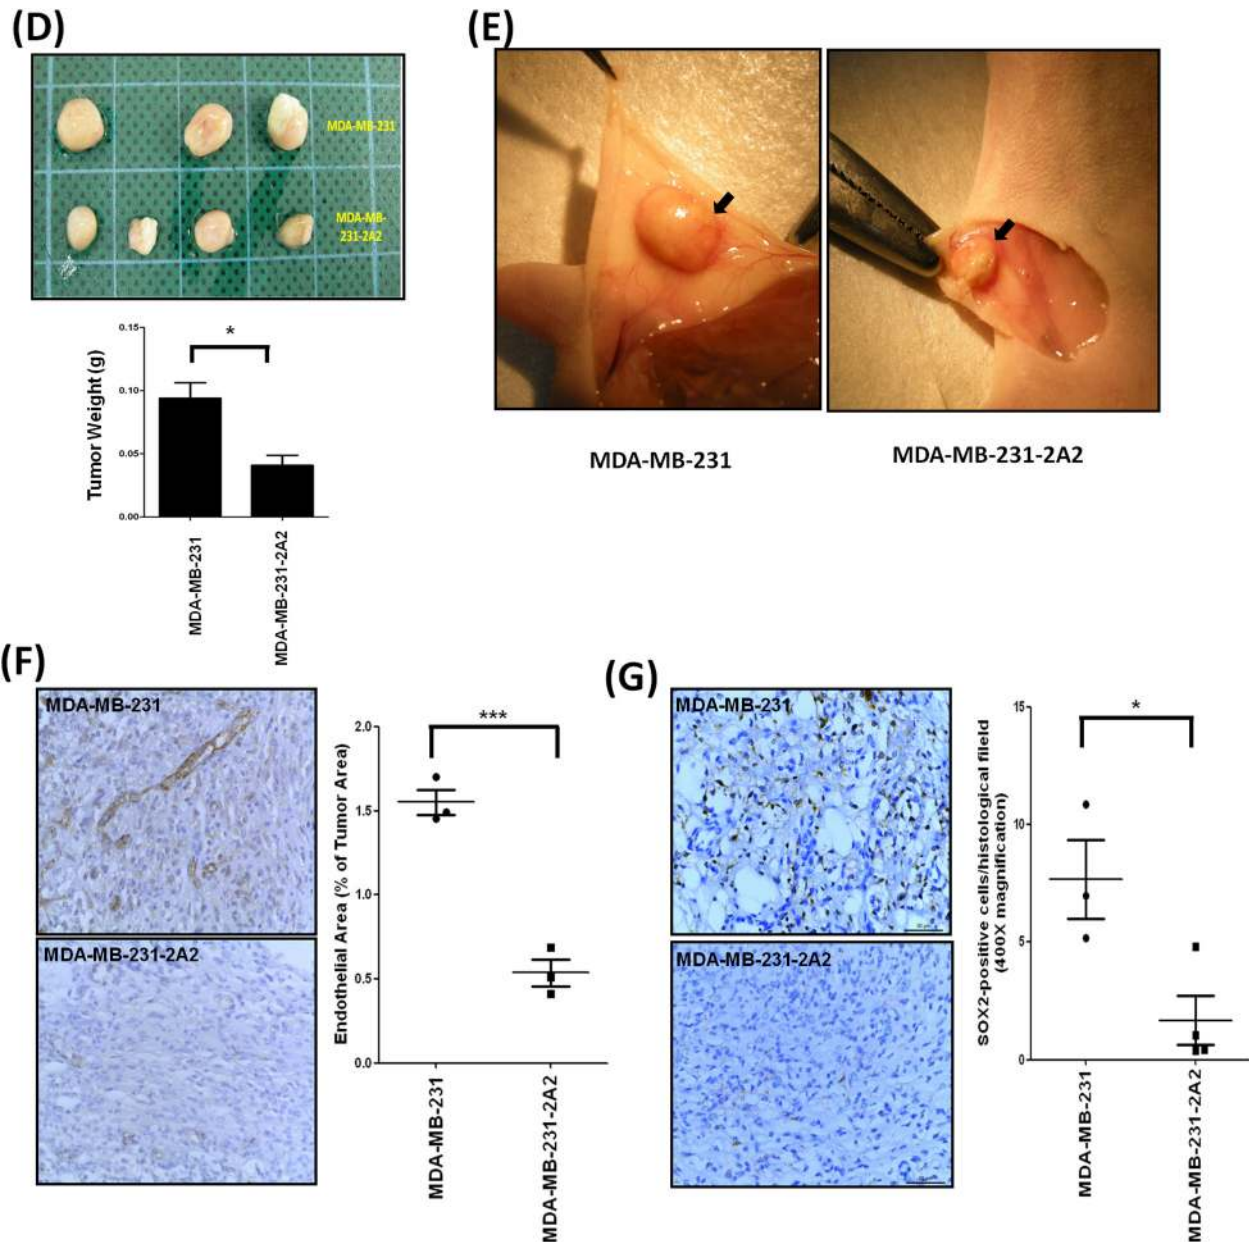 (D)
MDA-MB-231
MDA-MB-
231-2A2
0.15
0.10
0.05
0.00
Tumor Weight (g)
*
MDA-MB-231
MDA-MB-231-2A2
(E)
MDA-MB-231
MDA-MB-231-2A2
(F)
MDA-MB-231
MDA-MB-231-2A2
Endothelial Area (% of Tumor Area)
2.0
1.5
1.0
0.5
0.0
***
MDA-MB-231
MDA-MB-231-2A2
(G)
MDA-MB-231
MDA-MB-231-2A2
SOX2-positive cells/histological fileld
(400X magnification)
15
10
5
0
*
MDA-MB-231
MDA-MB-231-2A2